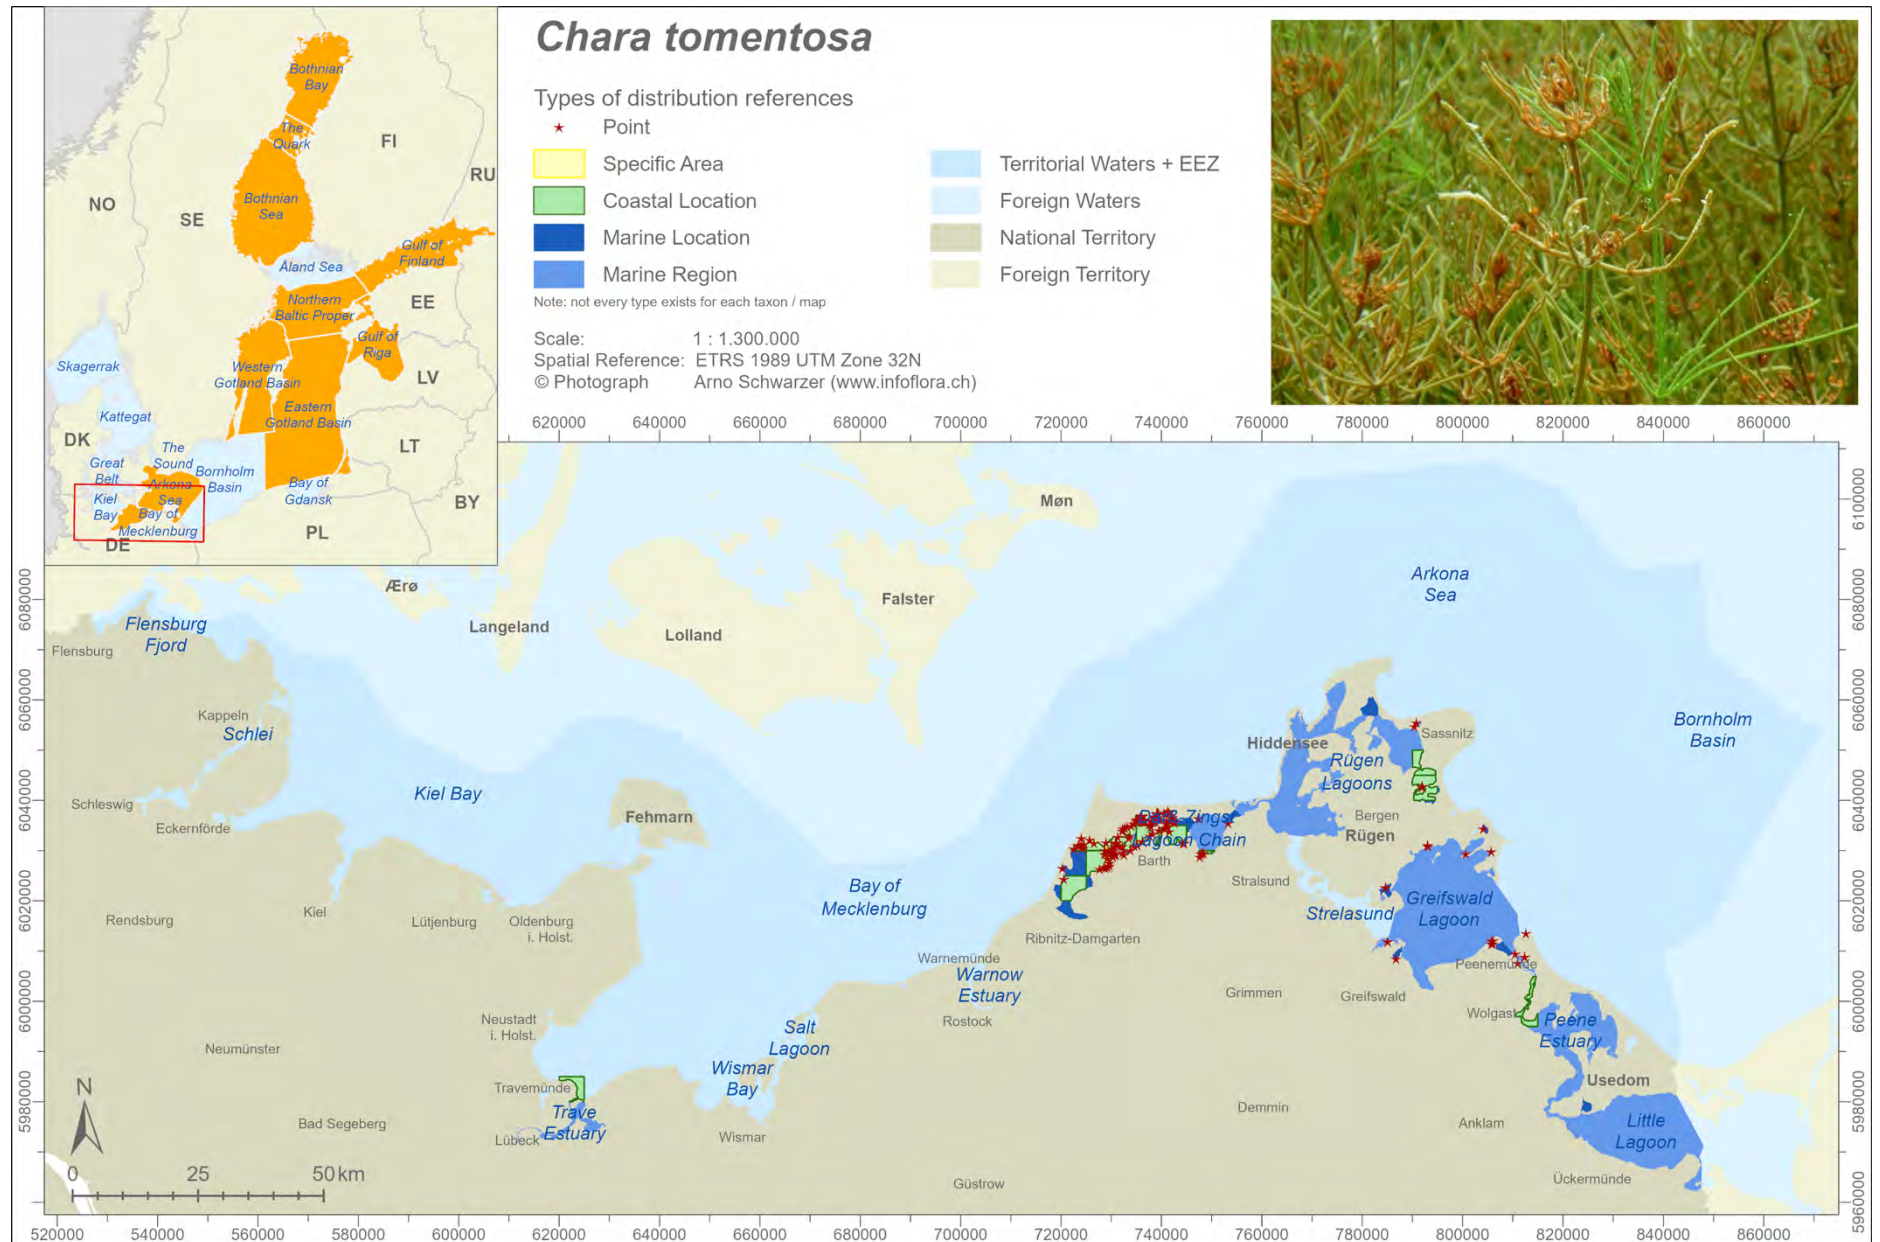 Chara tomentosa
Types of distribution references
Point
Specific Area
Coastal Location
Marine Location
Marine Region
Territorial Waters + EEZ
Foreign Waters
National Territory
Foreign Territory
Note: not every type exists for each taxon / map
Scale: 1 : 1.300.000
Spatial Reference: ETRS 1989 UTM Zone 32N
© Photograph Arno Schwarzer (www.infoflora.ch)
Bothnian
Bay
The
Quark
FI
RU
NO
SE
Bothnian
Sea
Gulf of
Finland
Åland Sea
Northern
Baltic Proper
EE
Gulf of
Riga
Skagerrak
Western
Gotland Basin
LV
Kattegat
Eastern
Gotland Basin
DK
The
Sound
LT
Great
Belt
Bornholm
Basin
Arkona
Sea
Bay of
Gdansk
Kiel
Bay
Bay of
Mecklenburg
BY
PL
DE
620000 640000 660000 680000 700000 720000 740000 760000 780000 800000 820000 840000 860000
Møn
Ærø
Arkona
Sea
Falster
Langeland
Lolland
Flensburg
Fjord
Flensburg
Kappeln
Schlei
Bornholm
Basin
Sassnitz
Hiddensee
Rügen
Lagoons
Kiel Bay
Schleswig
Eckernförde
Fehmarn
Bergen
Rügen
Darß-Zingst
Lagoon Chain
Barth
Stralsund
Bay of
Mecklenburg
Greifswald
Lagoon
Strelasund
Rendsburg
Kiel
Lütjenburg
Oldenburg
i. Holst.
Ribnitz-Damgarten
Warnemünde
Warnow
Estuary
Peenemünde
Grimmen
Greifswald
Rostock
Wolgast
Peene
Estuary
Neustadt
i. Holst.
Salt
Lagoon
Neumünster
Wismar
Bay
Usedom
Travemünde
Trave
Estuary
Demmin
Anklam
Little
Lagoon
Bad Segeberg
Lübeck
Wismar
Güstrow
Ückermünde
N
0 25 50 km
6080000
6060000
6040000
6020000
6000000
5980000
5960000
6100000
6080000
6060000
6040000
6020000
6000000
5980000
5960000
520000 540000 560000 580000 600000 620000 640000 660000 680000 700000 720000 740000 760000 780000 800000 820000 840000 860000